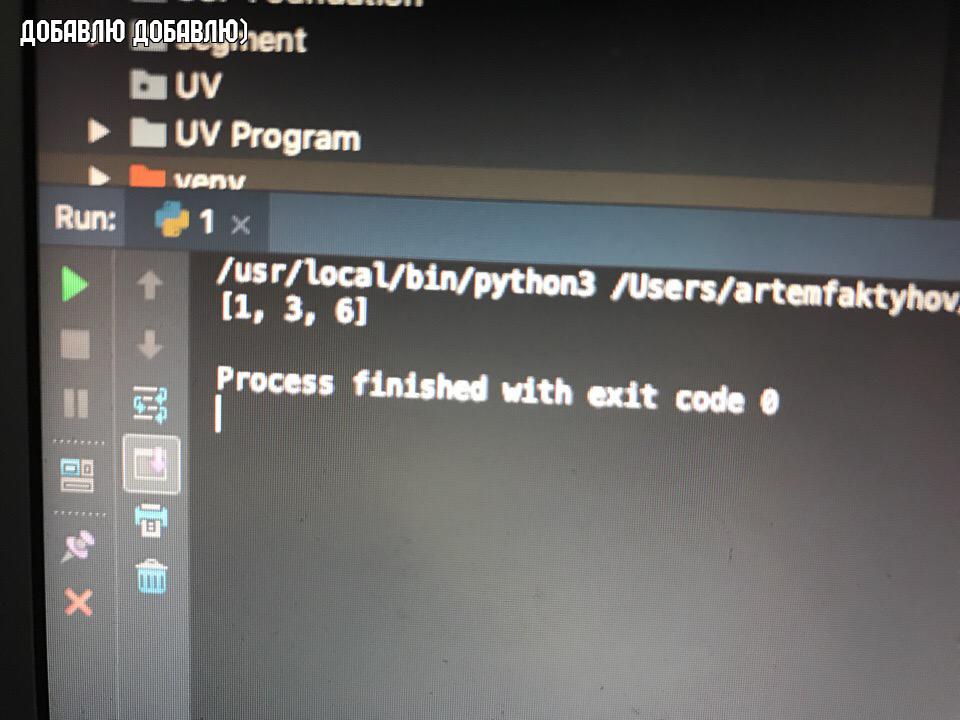 ДОБАВЛЮ ДОБАВЛЮ)
segment
UV
UV Program
venv
Run:
1
/usr/local/bin/python3 /Users/artemfaktyhov
[1, 3, 6]
Process finished with exit code 0